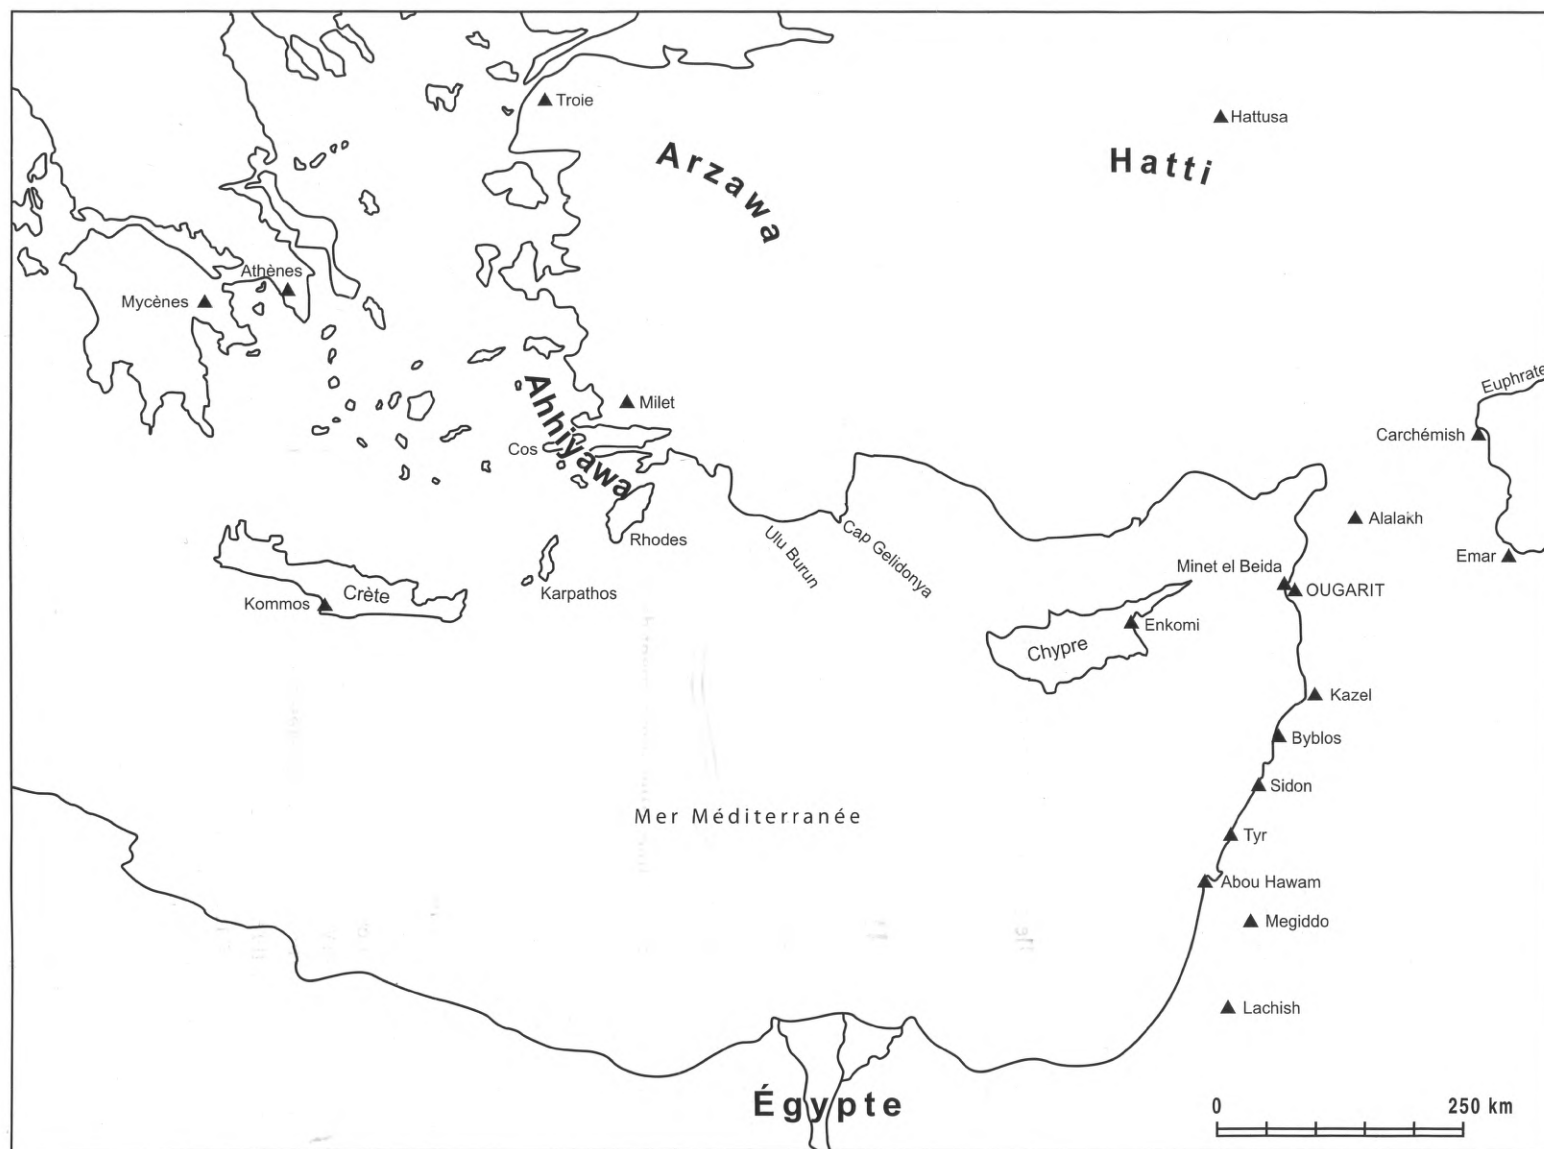 Troie
Hattusa
Arzawa
Hatti
Athènes
Mycènes
Euphrate
Ahhiyawa
Milet
Carchémish
Cos
Alalakh
Rhodes
Ulu Burun
Cap Gelidonya
Emar
Minet el Beida
OUGARIT
Karpathos
Crète
Kommos
Enkomi
Chypre
Kazel
Byblos
Sidon
Mer Méditerranée
Tyr
Abou Hawam
Megiddo
Lachish
Égypte
0 250 km